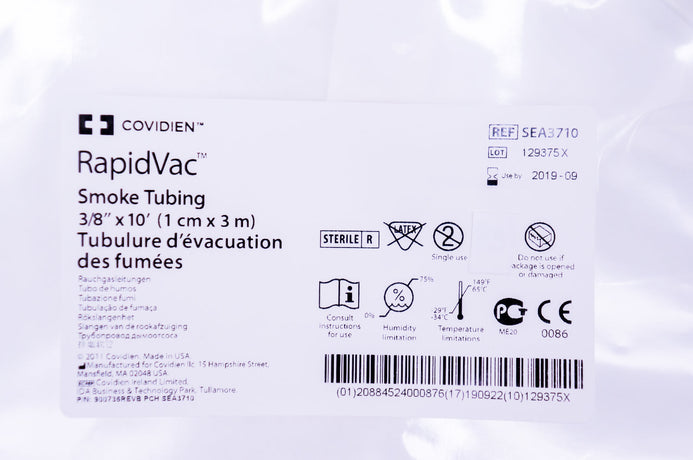 COVIDIEN™
RapidVac™
Smoke Tubing
3/8" x 10' (1 cm x 3 m)
Tubulure d'évacuation
des fumées
Rauchgasleitungen
Tubo de humos
Tubazione fumi
Tubulação de fumaça
Rökslangenhet
Slangen van de rookafzuiging
Трубопровод дымоотсоса
© 2011 Covidien. Made in USA.
Manufactured for Covidien llc, 15 Hampshire Street,
Mansfield, MA 02048 USA.
Covidien Ireland Limited,
IDA Business & Technology Park, Tullamore.
P/N: 900736REVB PCH SEA3710
REF SEA3710
LOT 129375X
Use by 2019-09
STERILE R
LATEX
2
Single use
Do not use if
package is opened
or damaged
i
Consult
instructions
for use
75%
%
0%
Humidity
limitation
149°F
65°C
-29°F
-34°C
Temperature
limitations
ME20
CE
0086
(01)20884524000876(17)190922(10)129375X